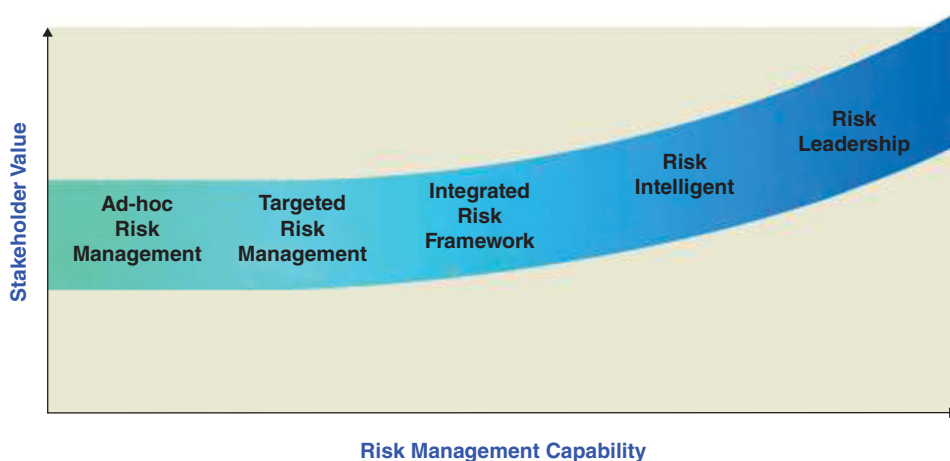 Stakeholder Value
Ad-hoc
Risk
Management
Targeted
Risk
Management
Integrated
Risk
Framework
Risk
Intelligent
Risk
Leadership
Risk Management Capability